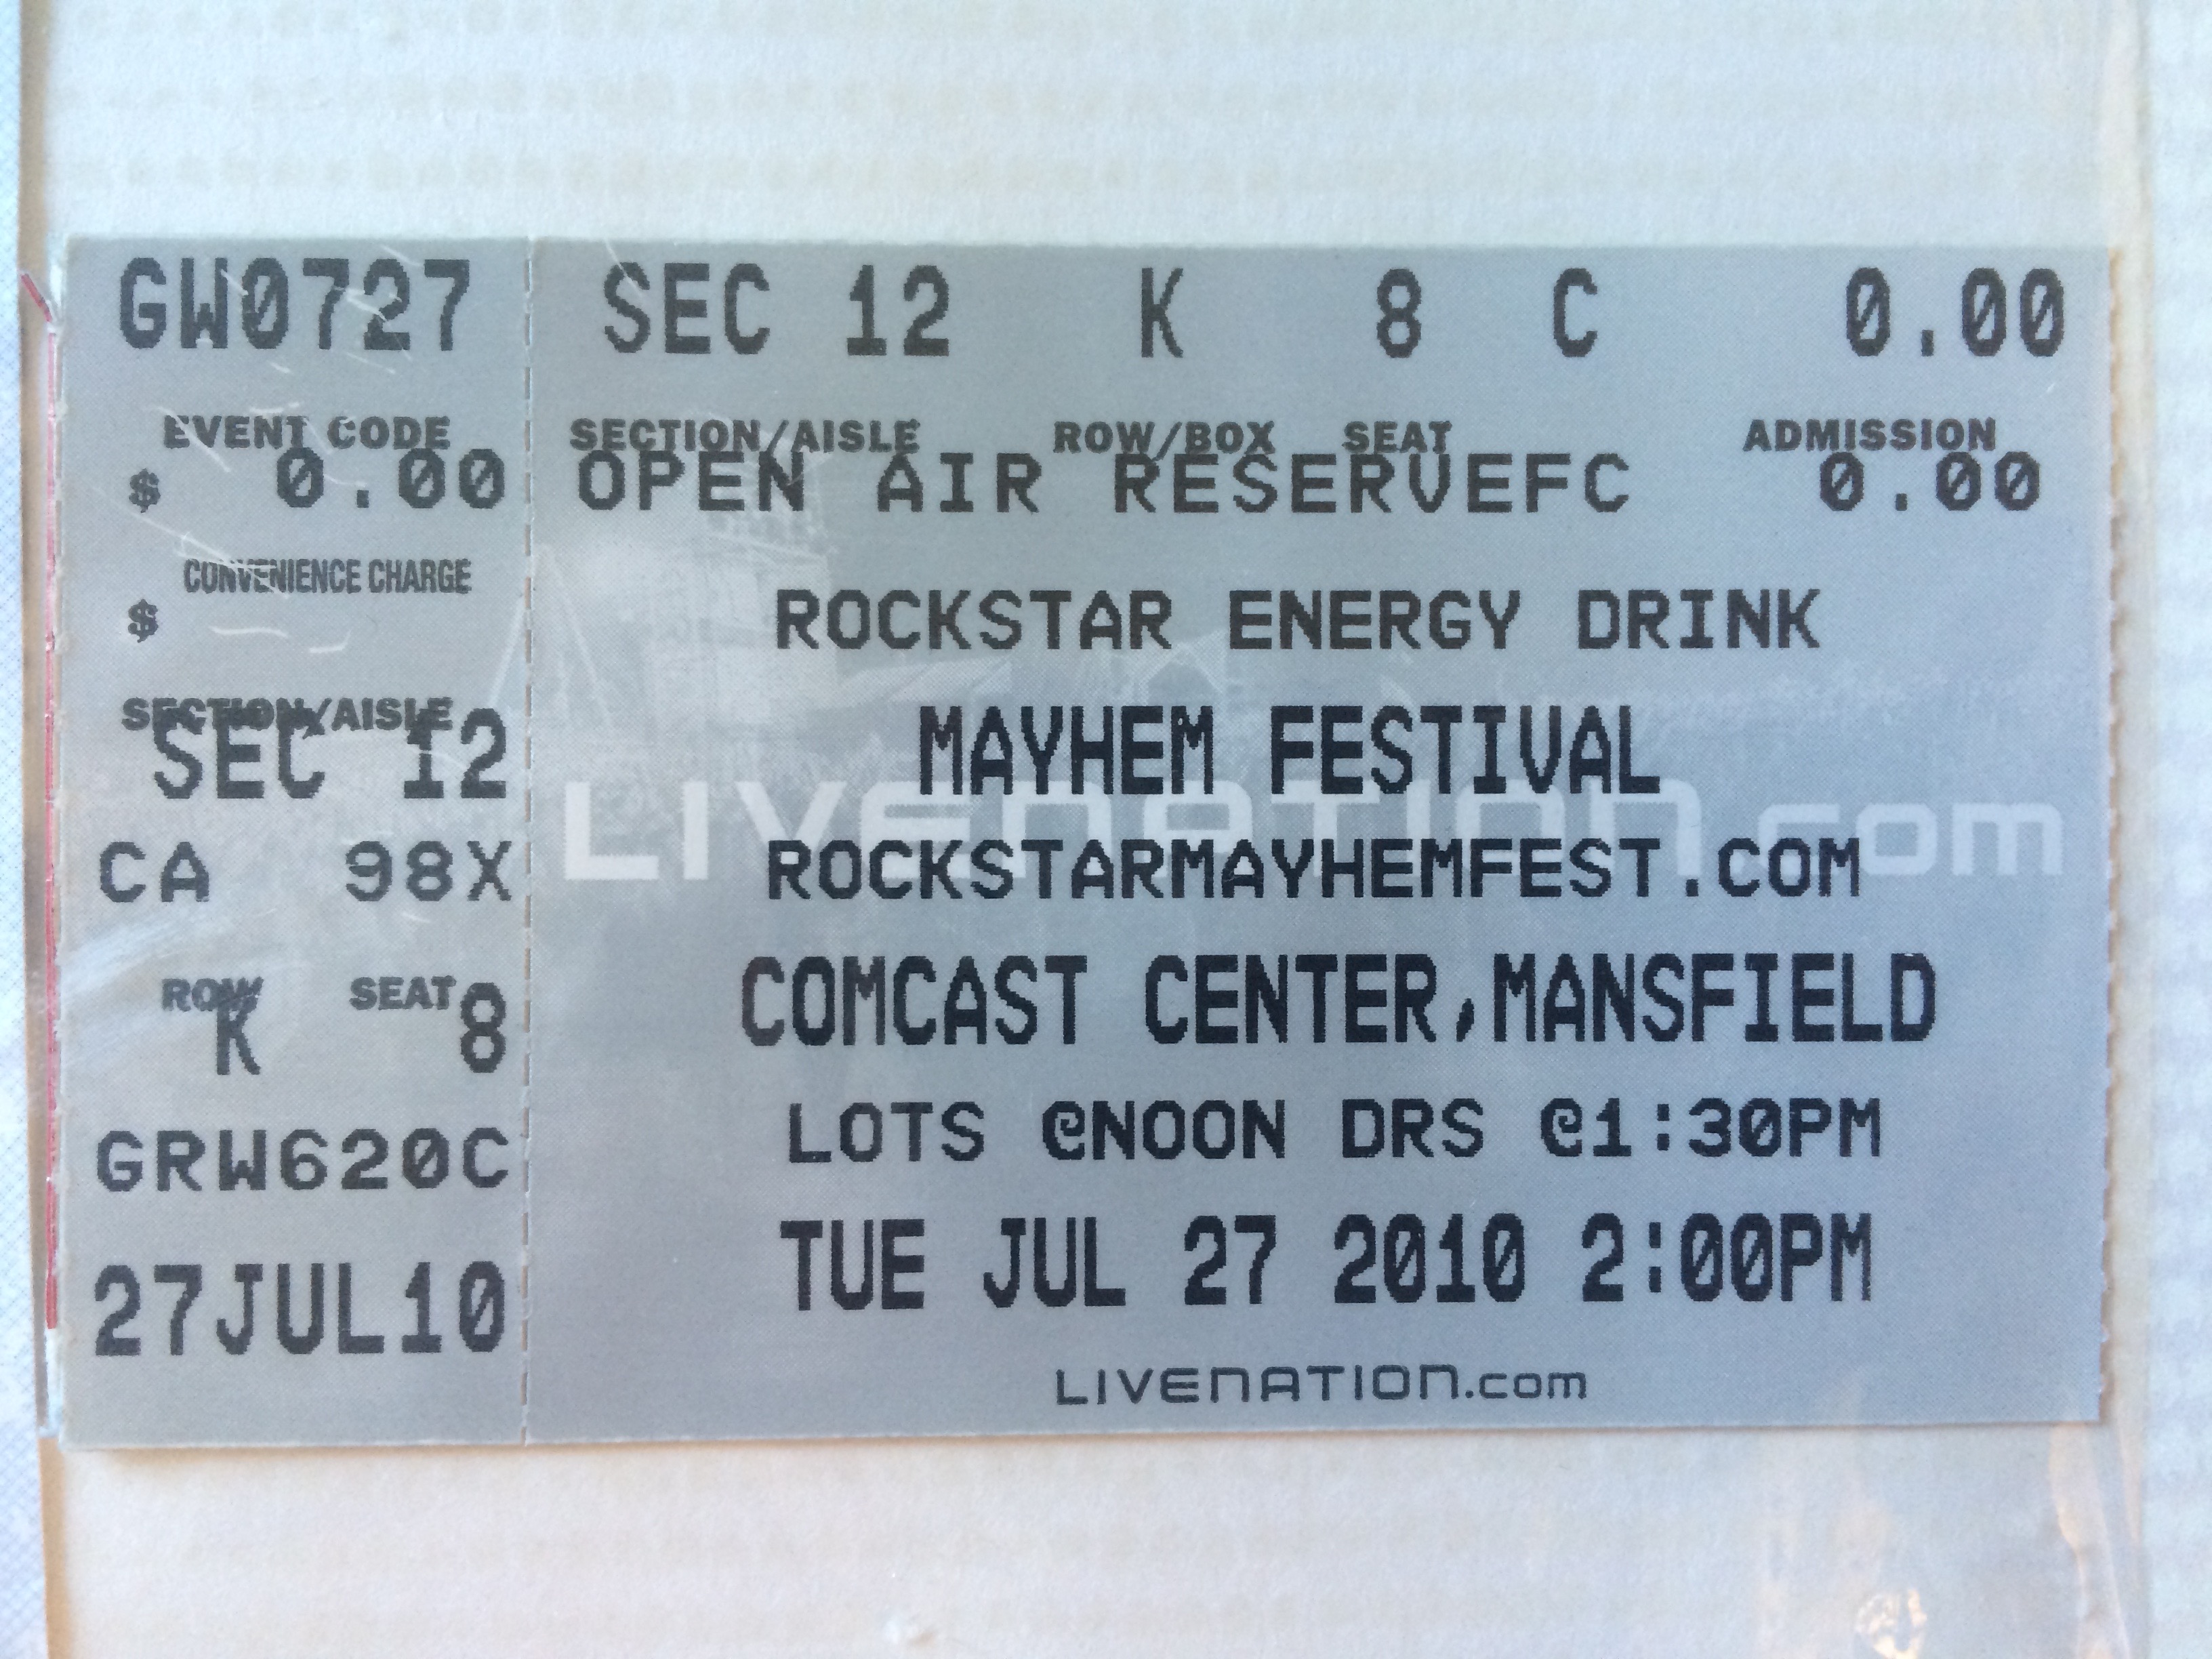 GW0727 SEC 12 K 8 C 0.00
EVENT CODE SECTION/AISLE ROW/BOX SEAT ADMISSION
$ 0.00 OPEN AIR RESERVEFC 0.00
CONVENIENCE CHARGE
$
ROCKSTAR ENERGY DRINK
SECTION/AISLE
SEC 12 MAYHEM FESTIVAL
LIVENATION.com
CA 98X ROCKSTARMAYHEMFEST.COM
ROW SEAT
K 8 COMCAST CENTER,MANSFIELD
GRW620C LOTS @NOON DRS @1:30PM
27JUL10 TUE JUL 27 2010 2:00PM
LIVENATION.com